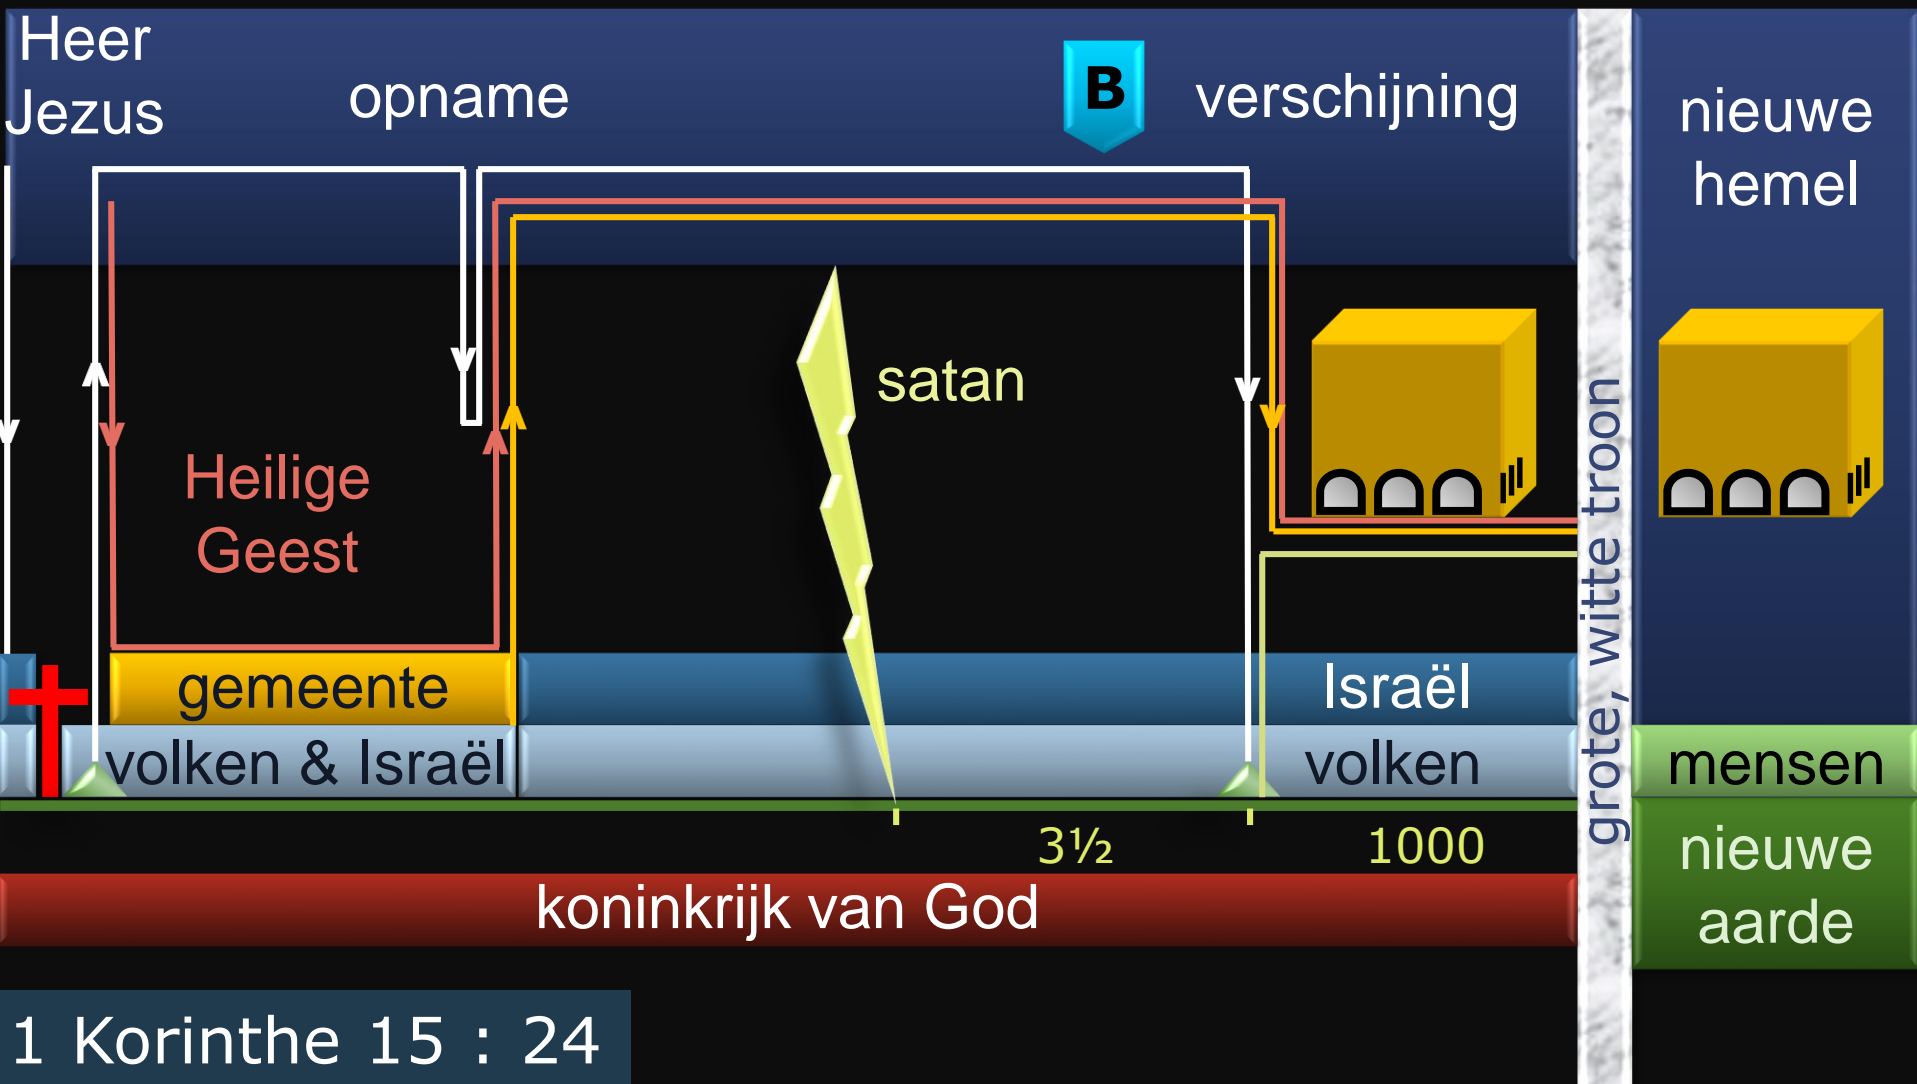 Heer
Jezus
opname
B
verschijning
nieuwe
hemel
satan
Heilige
Geest
grote, witte troon
gemeente
Israël
volken & Israël
volken
mensen
3½
1000
nieuwe
aarde
koninkrijk van God
1 Korinthe 15 : 24